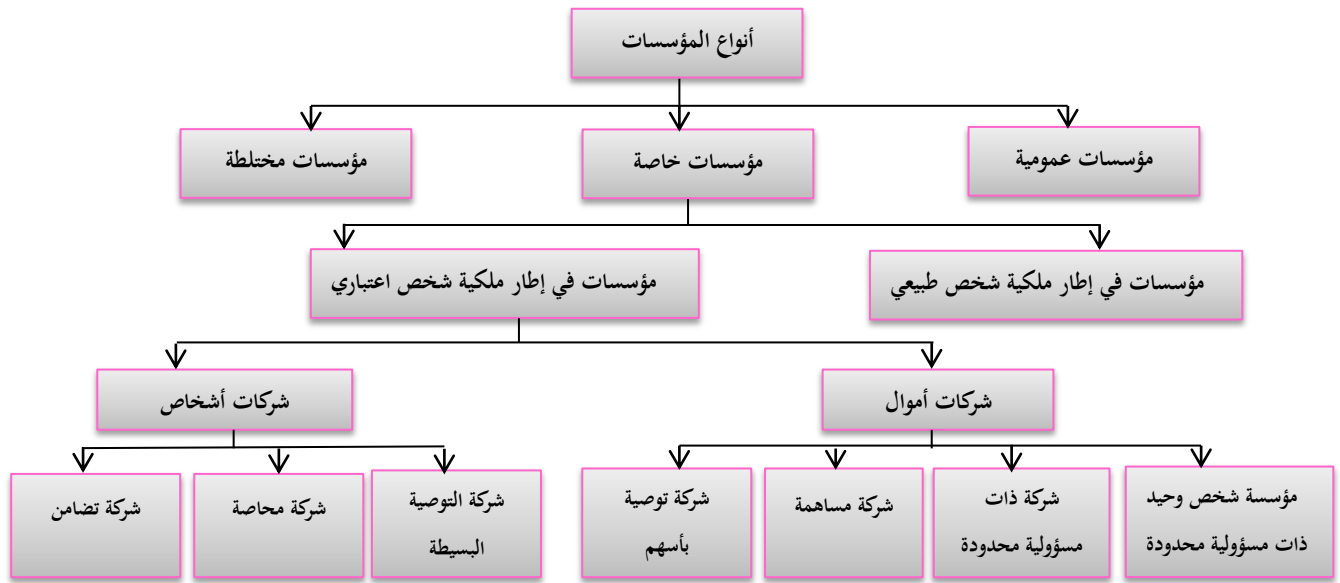 أنواع المؤسسات
مؤسسات عمومية
مؤسسات خاصة
مؤسسات مختلطة
مؤسسات في إطار ملكية شخص طبيعي
مؤسسات في إطار ملكية شخص اعتباري
شركات أموال
شركات أشخاص
مؤسسة شخص وحيد
ذات مسؤولية محدودة
شركة ذات
مسؤولية محدودة
شركة مساهمة
شركة توصية
بأسهم
شركة التوصية
البسيطة
شركة محاصة
شركة تضامن